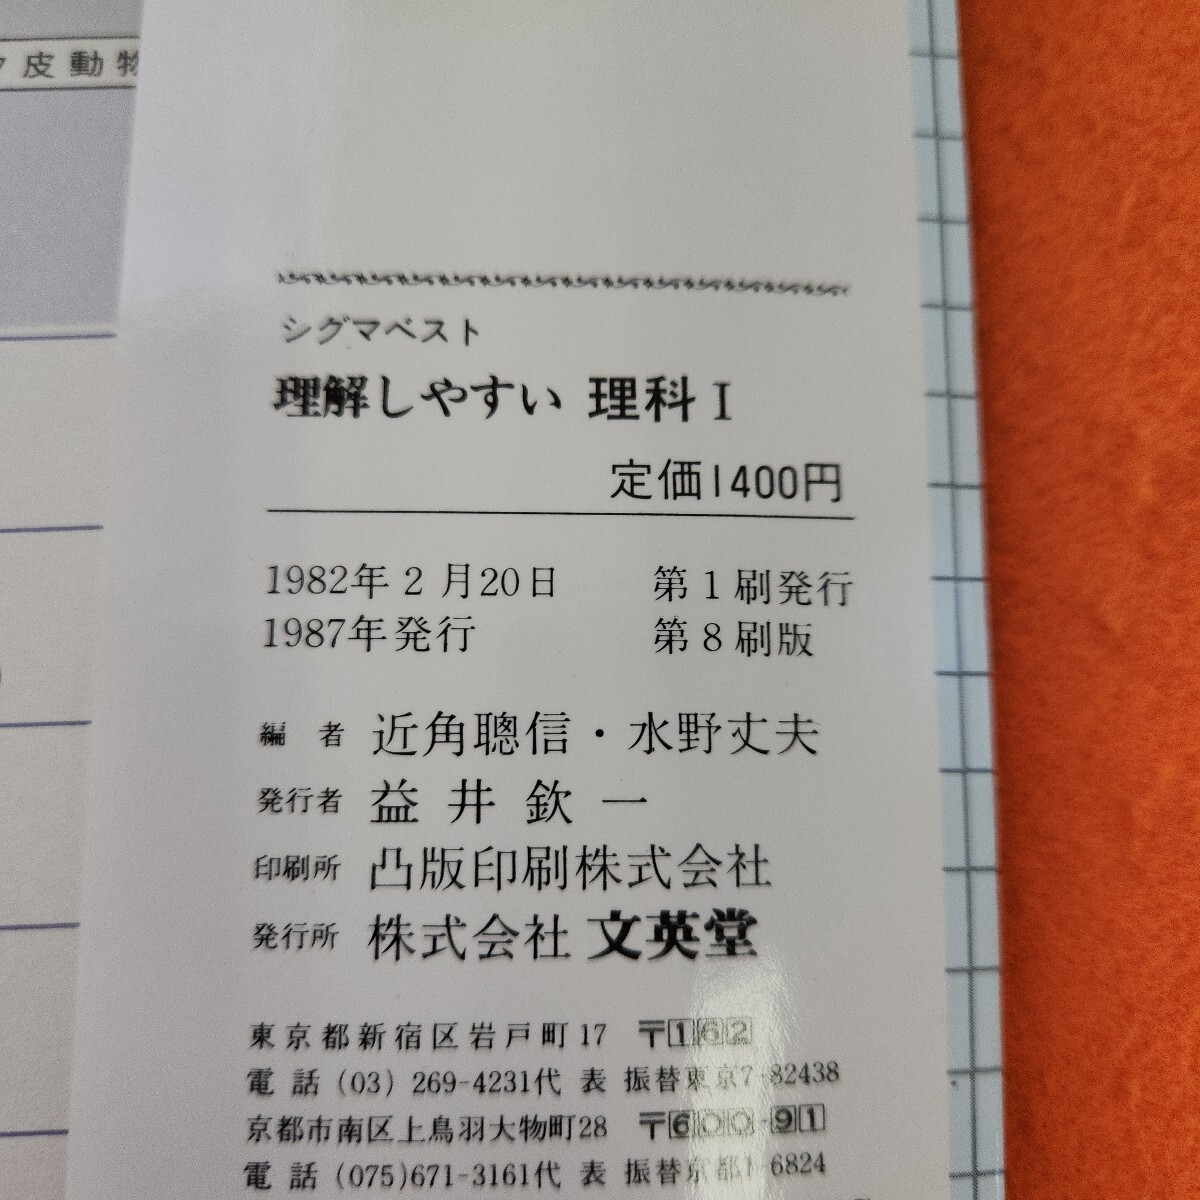 皮動物
シグマベスト
理解しやすい 理科Ⅰ
定価1400円
1982年2月20日 第1刷発行
1987年発行 第8刷版
編 者 近角聰信・水野丈夫
発行者 益井欽一
印刷所 凸版印刷株式会社
発行所 株式会社 文英堂
東京都新宿区岩戸町17 〒162
電話 (03) 269-4231代表 振替東京7-82438
京都市南区上鳥羽大物町28 〒600-91
電話 (075)671-3161代表 振替京都1-6824